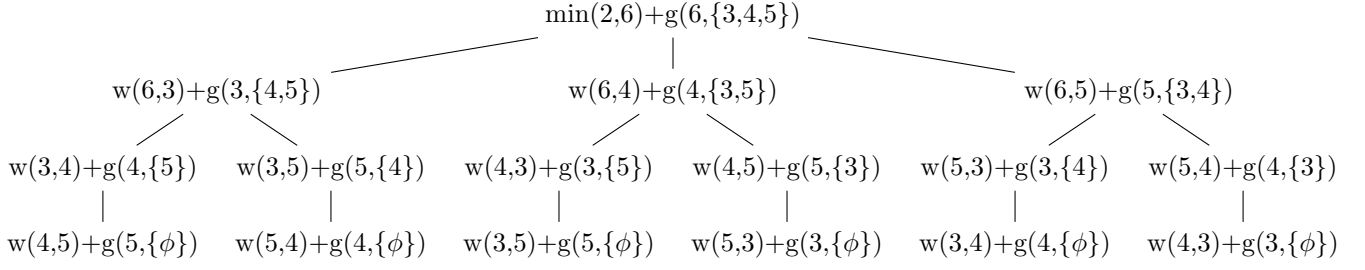 min(2,6)+g(6,{3,4,5})
w(6,3)+g(3,{4,5}) w(6,4)+g(4,{3,5}) w(6,5)+g(5,{3,4})
w(3,4)+g(4,{5}) w(3,5)+g(5,{4}) w(4,3)+g(3,{5}) w(4,5)+g(5,{3}) w(5,3)+g(3,{4}) w(5,4)+g(4,{3})
w(4,5)+g(5,{ϕ}) w(5,4)+g(4,{ϕ}) w(3,5)+g(5,{ϕ}) w(5,3)+g(3,{ϕ}) w(3,4)+g(4,{ϕ}) w(4,3)+g(3,{ϕ})